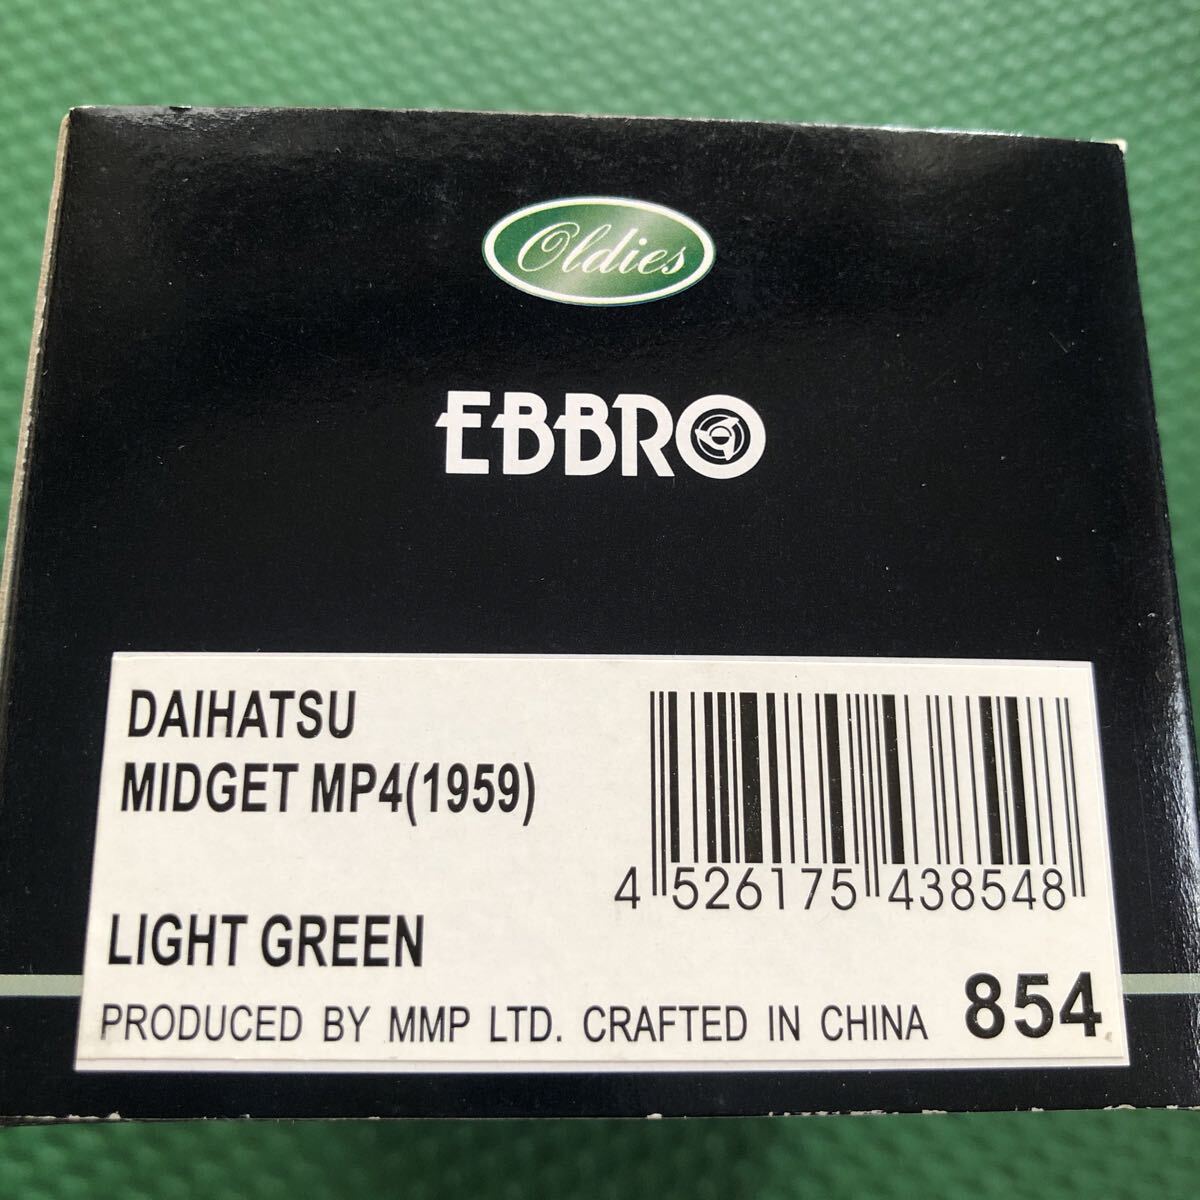 Oldies
EBBRO
DAIHATSU
MIDGET MP4(1959)
4 526175 438548
LIGHT GREEN
PRODUCED BY MMP LTD. CRAFTED IN CHINA 854